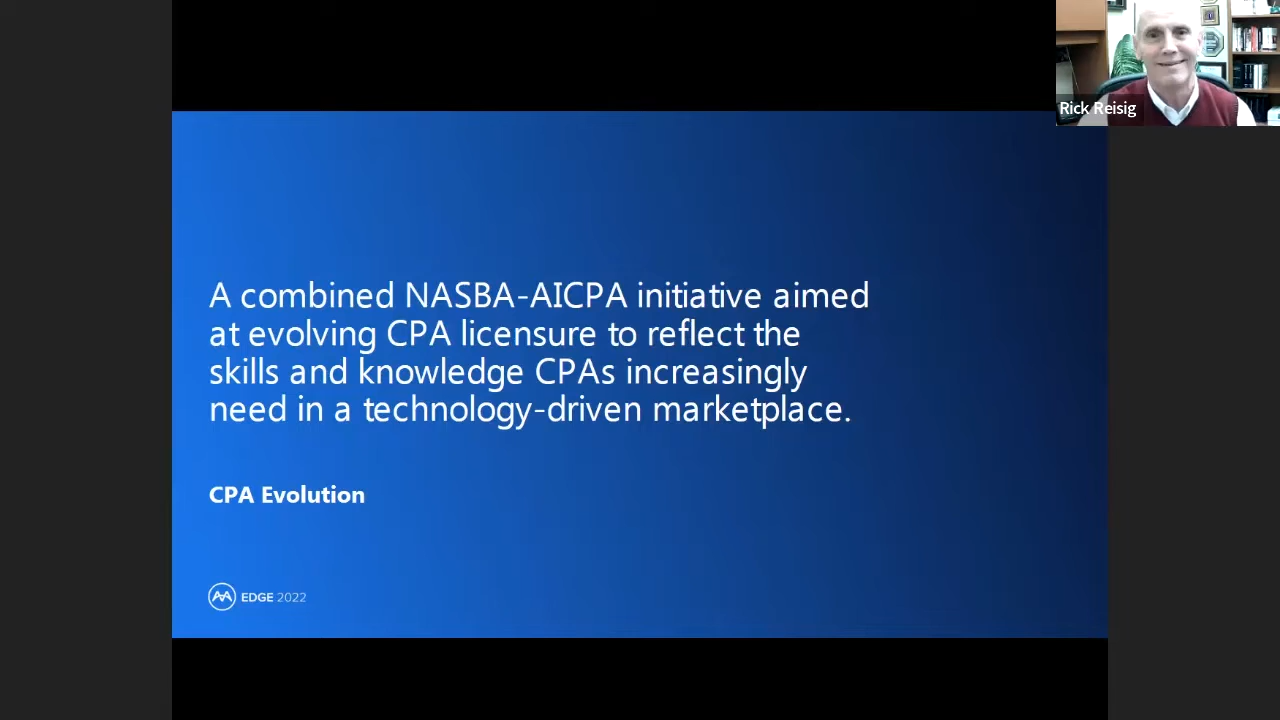 Rick Reisig
A combined NASBA-AICPA initiative aimed
at evolving CPA licensure to reflect the
skills and knowledge CPAs increasingly
need in a technology-driven marketplace.
CPA Evolution
EDGE 2022